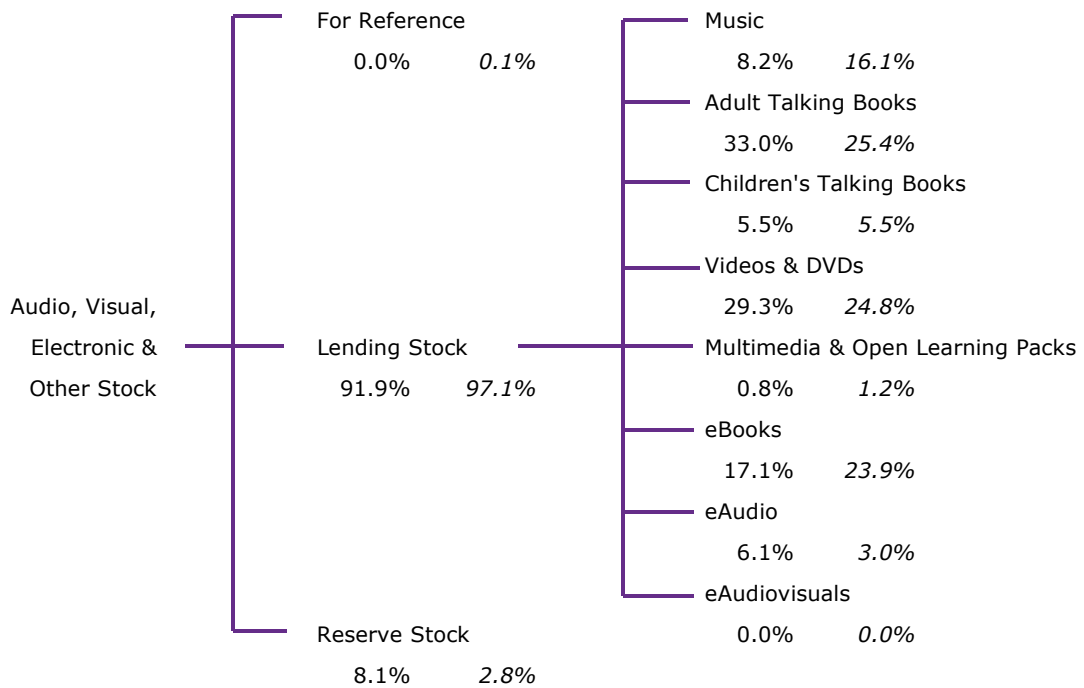 For Reference
0.0% 0.1%
Music
8.2% 16.1%
Adult Talking Books
33.0% 25.4%
Children's Talking Books
5.5% 5.5%
Videos & DVDs
29.3% 24.8%
Audio, Visual,
Electronic &
Other Stock
Lending Stock
91.9% 97.1%
Multimedia & Open Learning Packs
0.8% 1.2%
eBooks
17.1% 23.9%
eAudio
6.1% 3.0%
eAudiovisuals
0.0% 0.0%
Reserve Stock
8.1% 2.8%